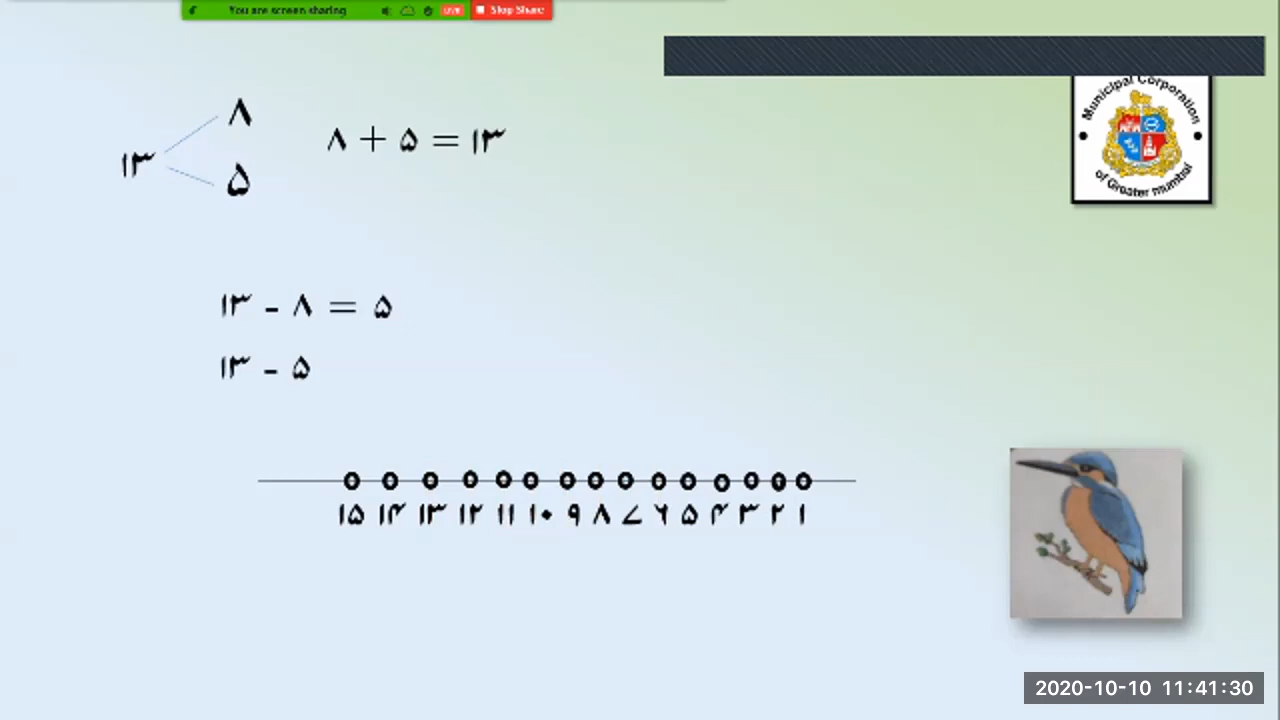 You are screen sharing LIVE Stop Share
Municipal Corporation
of Greater mumbai
۸
۱۳
۵
۸ + ۵ = ۱۳
۱۳ - ۸ = ۵
۱۳ - ۵
۱۵ ۱۴ ۱۳ ۱۲ ۱۱ ۱۰ ۹ ۸ ۷ ۶ ۵ ۴ ۳ ۲ ۱
2020-10-10 11:41:30